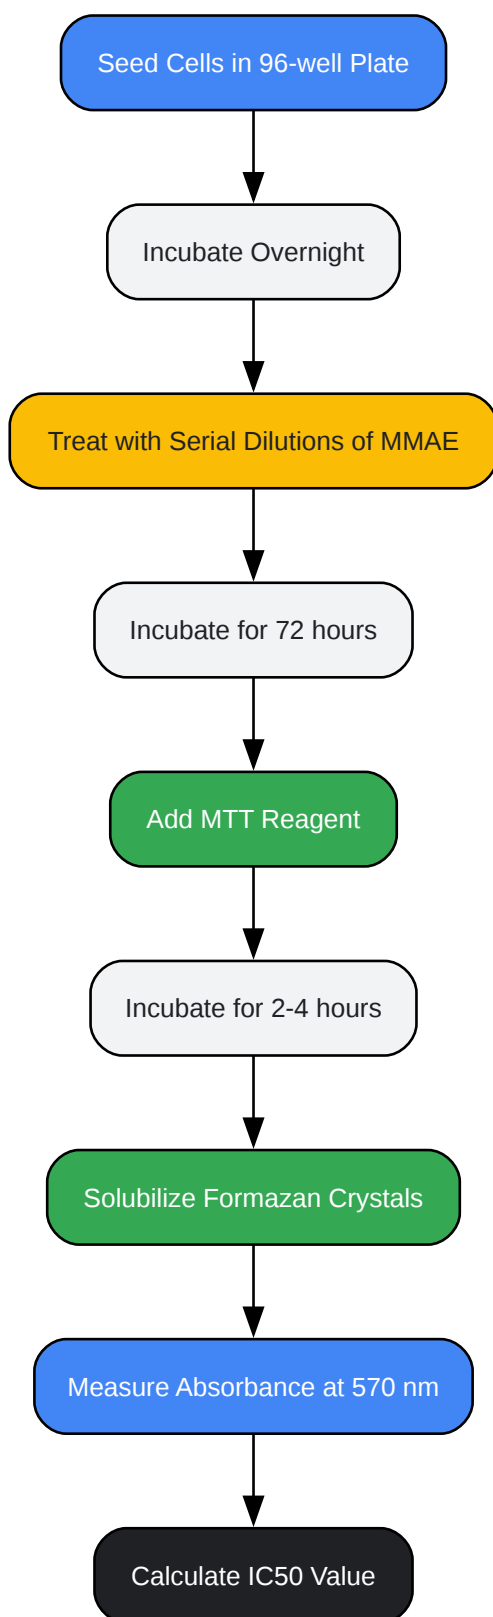 Seed Cells in 96-well Plate
Incubate Overnight
Treat with Serial Dilutions of MMAE
Incubate for 72 hours
Add MTT Reagent
Incubate for 2-4 hours
Solubilize Formazan Crystals
Measure Absorbance at 570 nm
Calculate IC50 Value